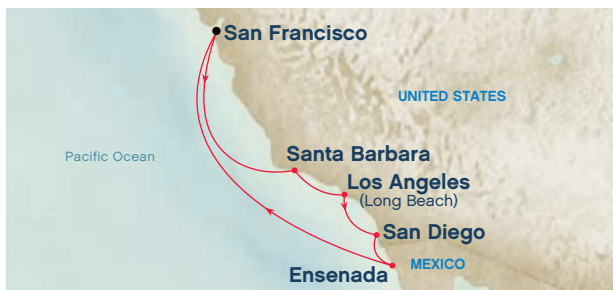 San Francisco
UNITED STATES
Pacific Ocean
Santa Barbara
Los Angeles
(Long Beach)
San Diego
MEXICO
Ensenada